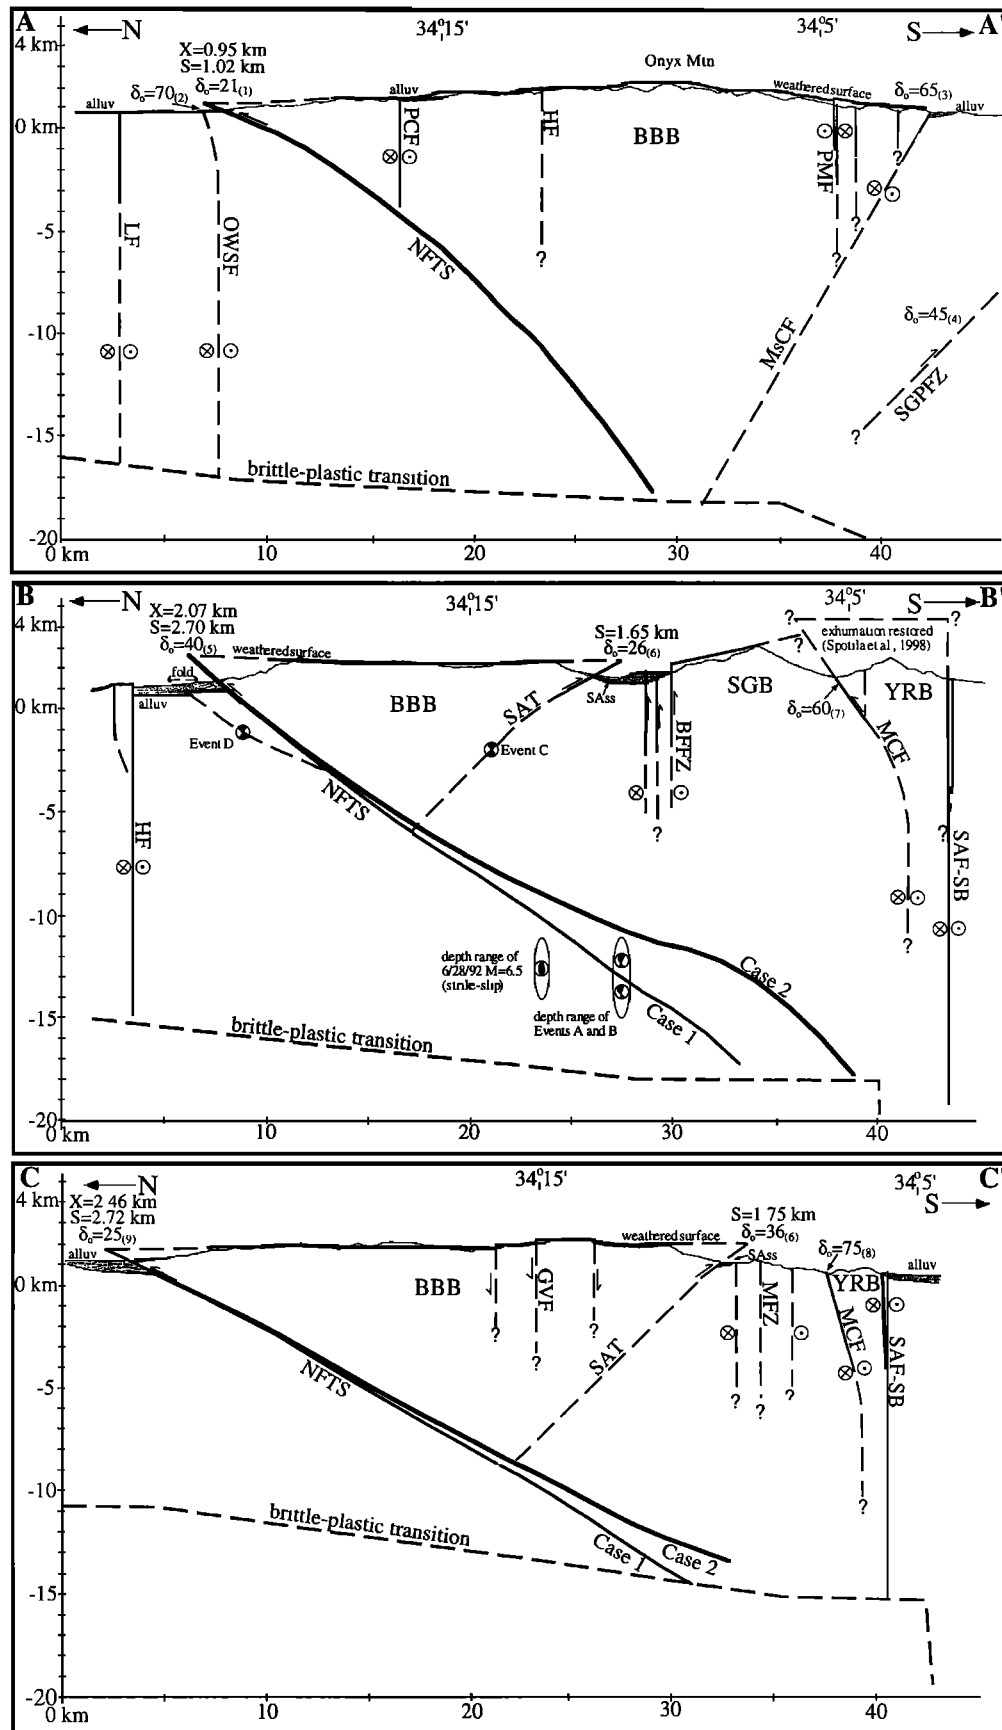 A
A'
N
34°15'
34°5'
S
4 km
X=0.95 km
S=1.02 km
δo=70(2)
δo=21(1)
Onyx Mtn
alluv
alluv
weathered surface
δo=65(3)
alluv
0 km
PCF
HF
BBB
PMF
LF
OWSF
NFTS
-5
?
?
?
?
δo=45(4)
-10
MsCF
SGPFZ
?
-15
brittle-plastic transition
-20
0 km
10
20
30
40
B
B'
N
34°15'
34°5'
S
4 km
X=2.07 km
S=2.70 km
δo=40(5)
weathered surface
S=1.65 km
δo=26(6)
?
?
?
exhumation restored
(Spotila et al, 1998)
fold
alluv
BBB
SAT
SAss
SGB
YRB
0 km
δo=60(7)
Event D
Event C
BFFZ
MCF
NFTS
-5
HF
?
?
SAF-SB
-10
?
depth range of
6/28/92 M=6.5
(strike-slip)
depth range of
Events A and B
Case 1
Case 2
-15
brittle-plastic transition
-20
0 km
10
20
30
40
C
C'
N
34°15'
34°5'
S
4 km
X=2 46 km
S=2.72 km
δo=25(9)
alluv
weathered surface
S=1 75 km
δo=36(6)
SAss
δo=75(8)
YRB
alluv
0 km
BBB
GVF
MFZ
MCF
SAF-SB
?
?
?
SAT
NFTS
-5
?
?
?
-10
?
brittle-plastic transition
Case 1
Case 2
-15
-20
0 km
10
20
30
40